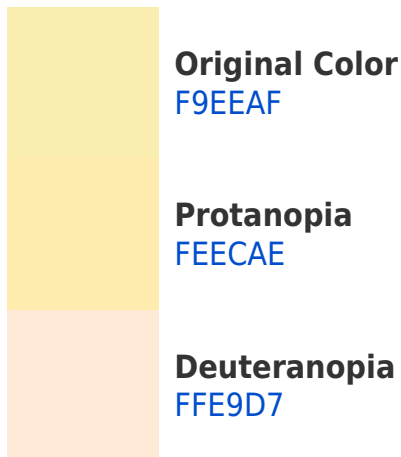 Original Color
F9EEAF
Protanopia
FEECAE
Deuteranopia
FFE9D7